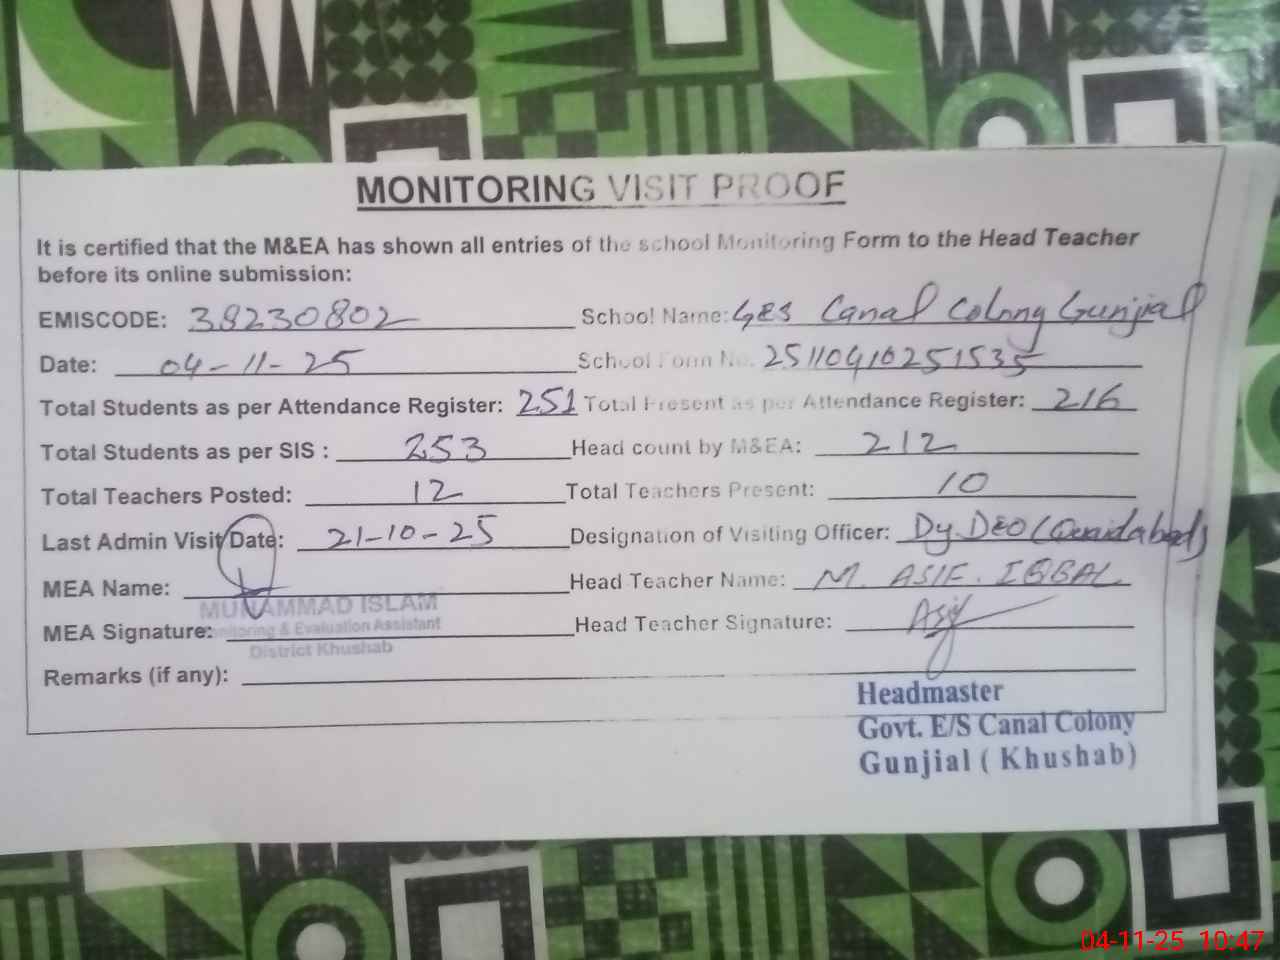 MONITORING VISIT PROOF
It is certified that the M&EA has shown all entries of the school Monitoring Form to the Head Teacher
before its online submission:
EMISCODE: 38230802 School Name: GES Canal Colony Gunjial
Date: 04-11-25 School Form No. 25110410251535
Total Students as per Attendance Register: 251 Total Present as per Attendance Register: 216
Total Students as per SIS : 253 Head count by M&EA: 212
Total Teachers Posted: 12 Total Teachers Present: 10
Last Admin Visit Date: 21-10-25 Designation of Visiting Officer: Dy. DEO (Quaidabad)
MEA Name: Head Teacher Name: M. ASIF. IQBAL
MUHAMMAD ISLAM
MEA Signature: Monitoring & Evaluation Assistant Head Teacher Signature: Asif
District Khushab
Remarks (if any):
Headmaster
Govt. E/S Canal Colony
Gunjial ( Khushab)
04-11-25 10:47